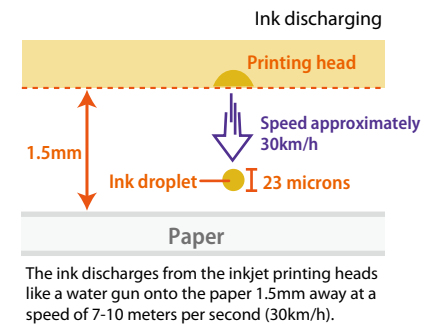 Ink discharging
Printing head
Speed approximately
30km/h
1.5mm
Ink droplet
23 microns
Paper
The ink discharges from the inkjet printing heads
like a water gun onto the paper 1.5mm away at a
speed of 7-10 meters per second (30km/h).